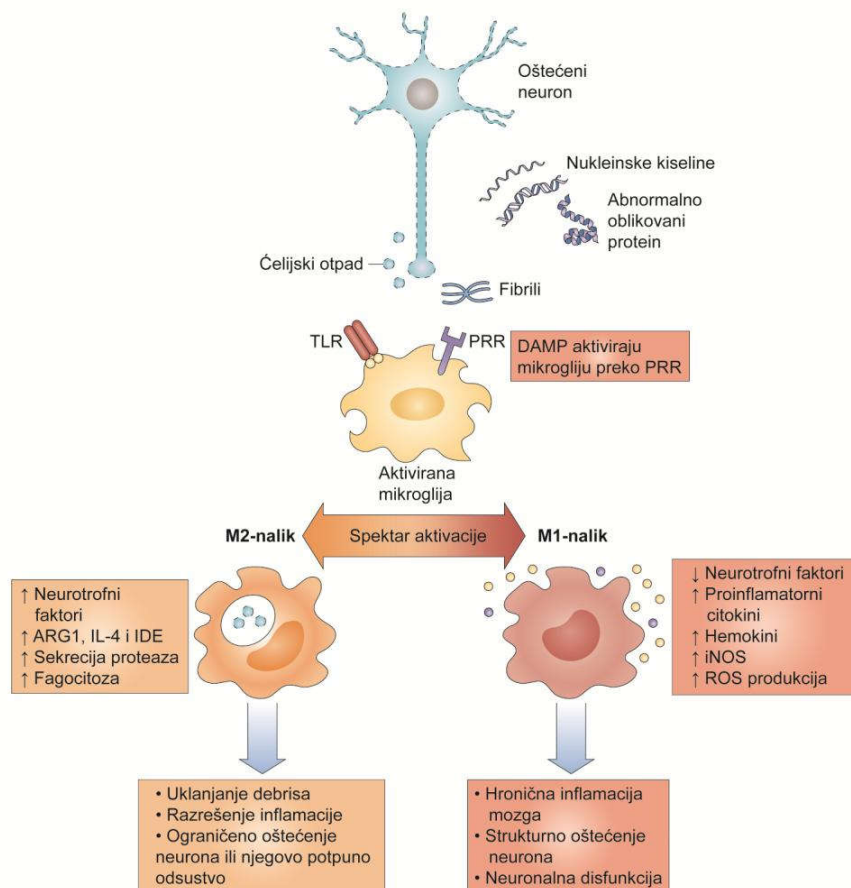 Oštećeni
neuron
Nukleinske kiseline
Abnormalno
oblikovani
protein
Ćelijski otpad
Fibrili
TLR
PRR
DAMP aktiviraju
mikrogliju preko PRR
Aktivirana
mikroglija
M2-nalik
Spektar aktivacije
M1-nalik
↑ Neurotrofni
faktori
↑ ARG1, IL-4 i IDE
↑ Sekrecija proteaza
↑ Fagocitoza
↓ Neurotrofni faktori
↑ Proinflamatorni
citokini
↑ Hemokini
↑ iNOS
↑ ROS produkcija
• Uklanjanje debrisa
• Razrešenje inflamacije
• Ograničeno oštećenje
neurona ili njegovo potpuno
odsustvo
• Hronična inflamacija
mozga
• Strukturno oštećenje
neurona
• Neuronalna disfunkcija